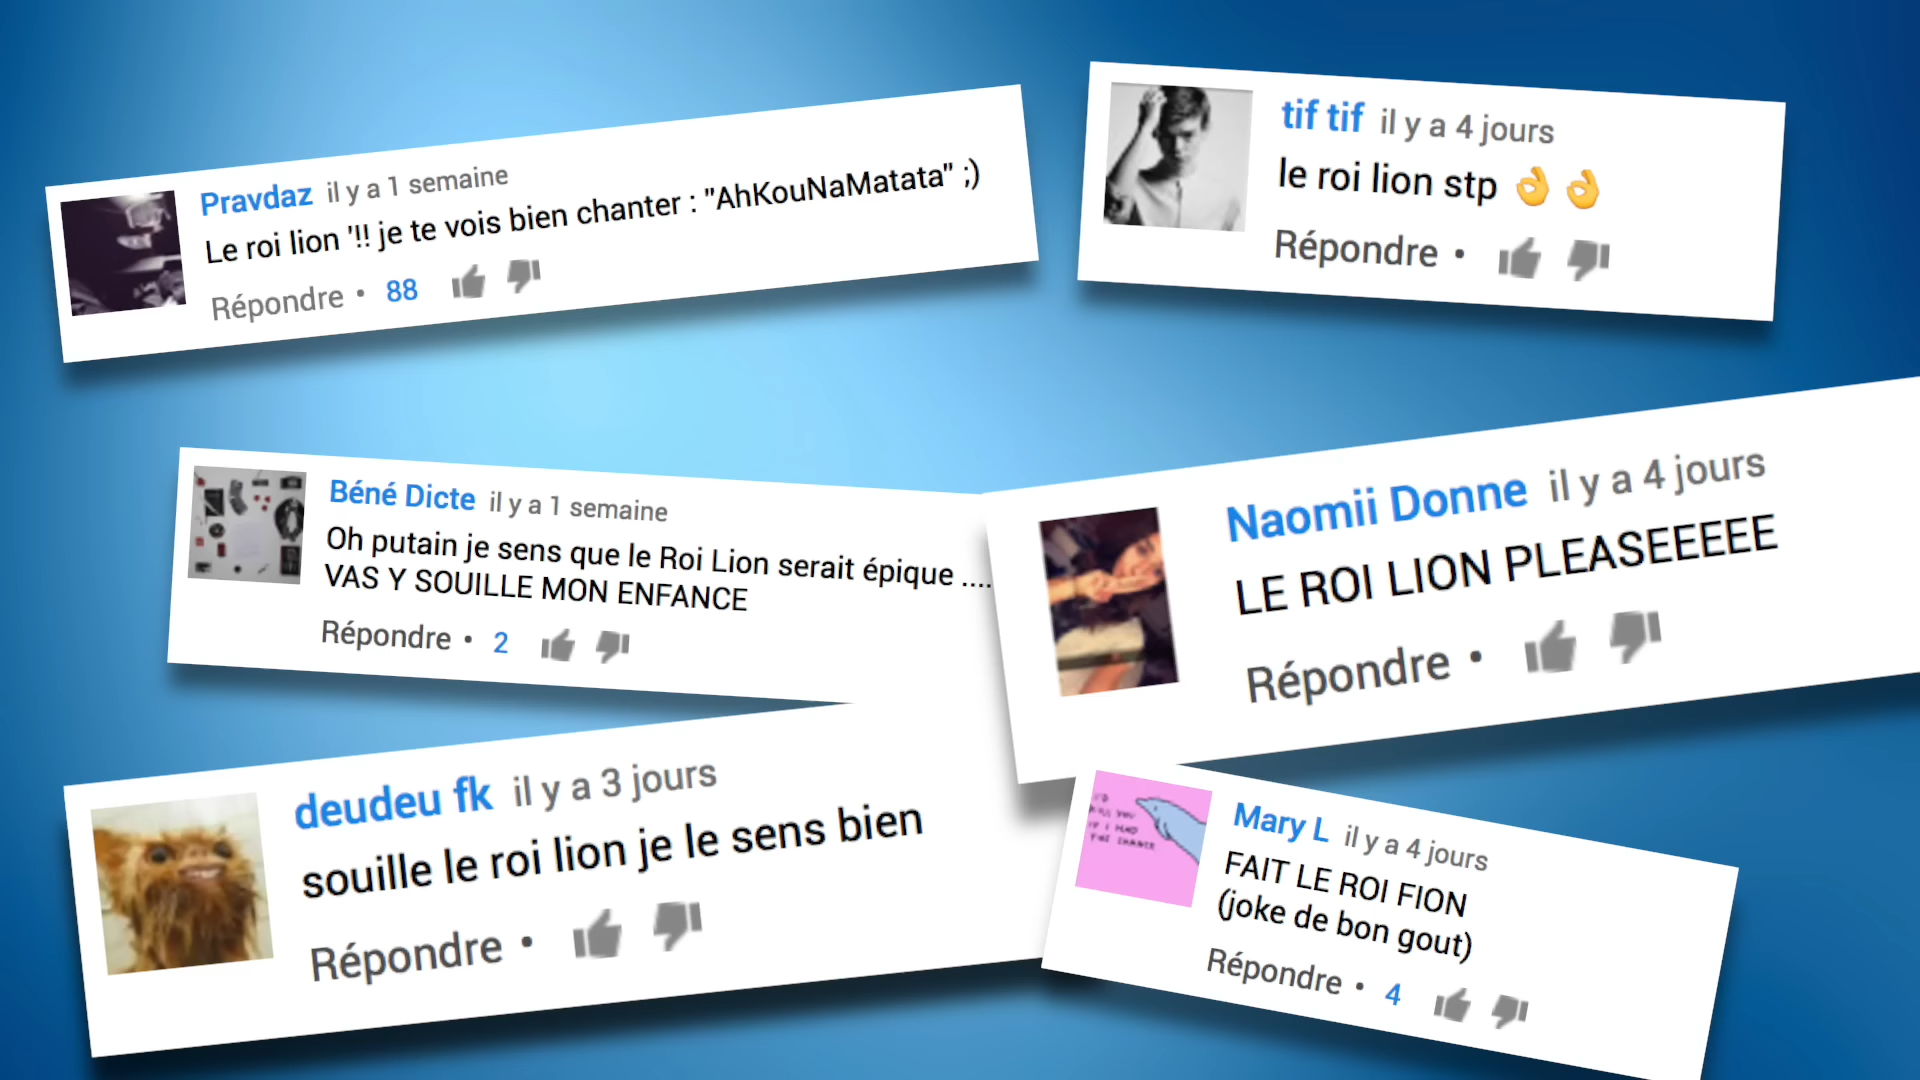 Pravdaz il y a 1 semaine
Le roi lion '!! je te vois bien chanter : "AhKouNaMatata" ;)
Répondre • 88
tif tif il y a 4 jours
le roi lion stp 👌👌
Répondre •
Béné Dicte il y a 1 semaine
Oh putain je sens que le Roi Lion serait épique ....
VAS Y SOUILLE MON ENFANCE
Répondre • 2
Naomii Donne il y a 4 jours
LE ROI LION PLEASEEEEE
Répondre •
deudeu fk il y a 3 jours
souille le roi lion je le sens bien
Répondre •
Mary L il y a 4 jours
FAIT LE ROI FION
(joke de bon gout)
Répondre • 4